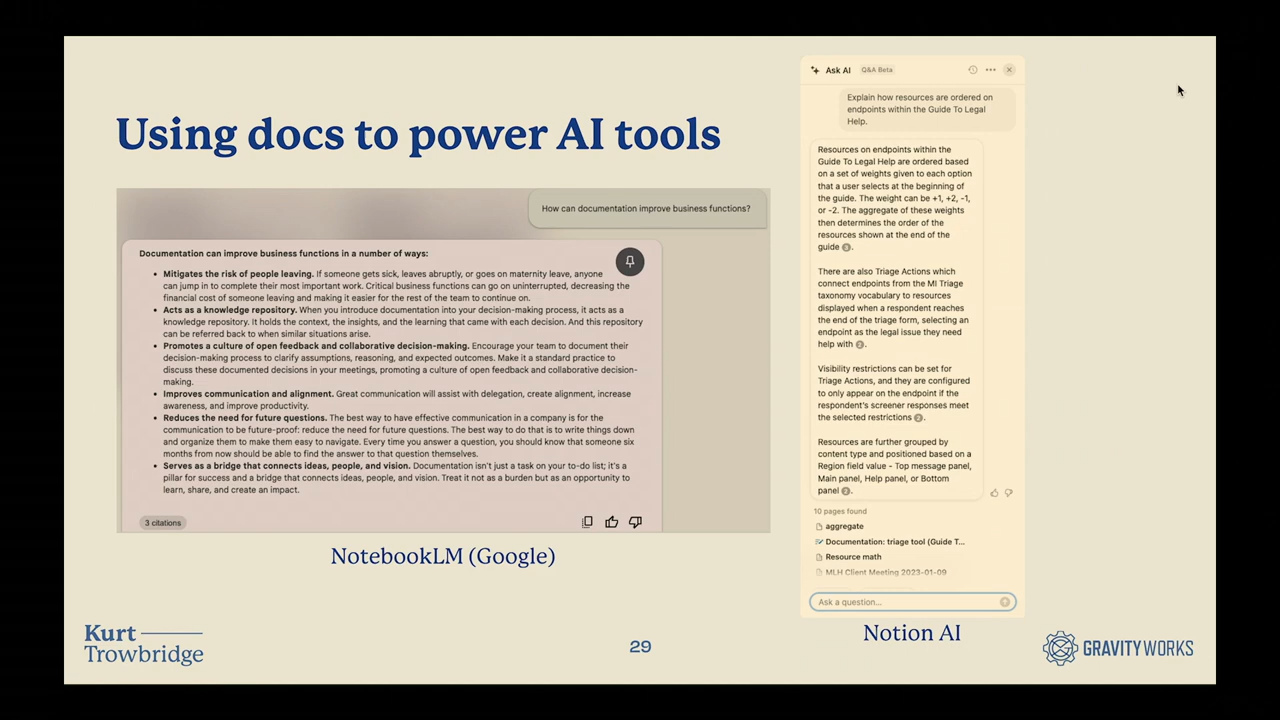 Using docs to power AI tools
How can documentation improve business functions?
Documentation can improve business functions in a number of ways:
• Mitigates the risk of people leaving. If someone gets sick, leaves abruptly, or goes on maternity leave, anyone
can jump in to complete their most important work. Critical business functions can go on uninterrupted, decreasing the
financial cost of someone leaving and making it easier for the rest of the team to continue on.
• Acts as a knowledge repository. When you introduce documentation into your decision-making process, it acts as a
knowledge repository. It holds the context, the insights, and the learning that came with each decision. And this repository
can be referred back to when similar situations arise.
• Promotes a culture of open feedback and collaborative decision-making. Encourage your team to document their
decision-making process to clarify assumptions, reasoning, and expected outcomes. Make it a standard practice to
discuss these documented decisions in your meetings, promoting a culture of open feedback and collaborative decision-
making.
• Improves communication and alignment. Great communication will assist with delegation, create alignment, increase
awareness, and improve productivity.
• Reduces the need for future questions. The best way to have effective communication in a company is for the
communication to be future-proof: reduce the need for future questions. The best way to do that is to write things down
and organize them to make them easy to navigate. Every time you answer a question, you should know that someone six
months from now should be able to find the answer to that question themselves.
• Serves as a bridge that connects ideas, people, and vision. Documentation isn't just a task on your to-do list; it's a
pillar for success and a bridge that connects ideas, people, and vision. Treat it not as a burden but as an opportunity to
learn, share, and create an impact.
3 citations
NotebookLM (Google)
Ask AI Q&A Beta
Explain how resources are ordered on
endpoints within the Guide To Legal
Help.
Resources on endpoints within the
Guide To Legal Help are ordered based
on a set of weights given to each option
that a user selects at the beginning of
the guide. The weight can be +1, +2, -1,
or -2. The aggregate of these weights
then determines the order of the
resources shown at the end of the
guide 3.
There are also Triage Actions which
connect endpoints from the MI Triage
taxonomy vocabulary to resources
displayed when a respondent reaches
the end of the triage form, selecting an
endpoint as the legal issue they need
help with 2.
Visibility restrictions can be set for
Triage Actions, and they are configured
to only appear on the endpoint if the
respondent's screener responses meet
the selected restrictions 2.
Resources are further grouped by
content type and positioned based on a
Region field value - Top message panel,
Main panel, Help panel, or Bottom
panel 2.
10 pages found
aggregate
Documentation: triage tool (Guide T...
Resource math
MLH Client Meeting 2023-01-09
Ask a question...
Notion AI
Kurt
Trowbridge
29
GRAVITYWORKS